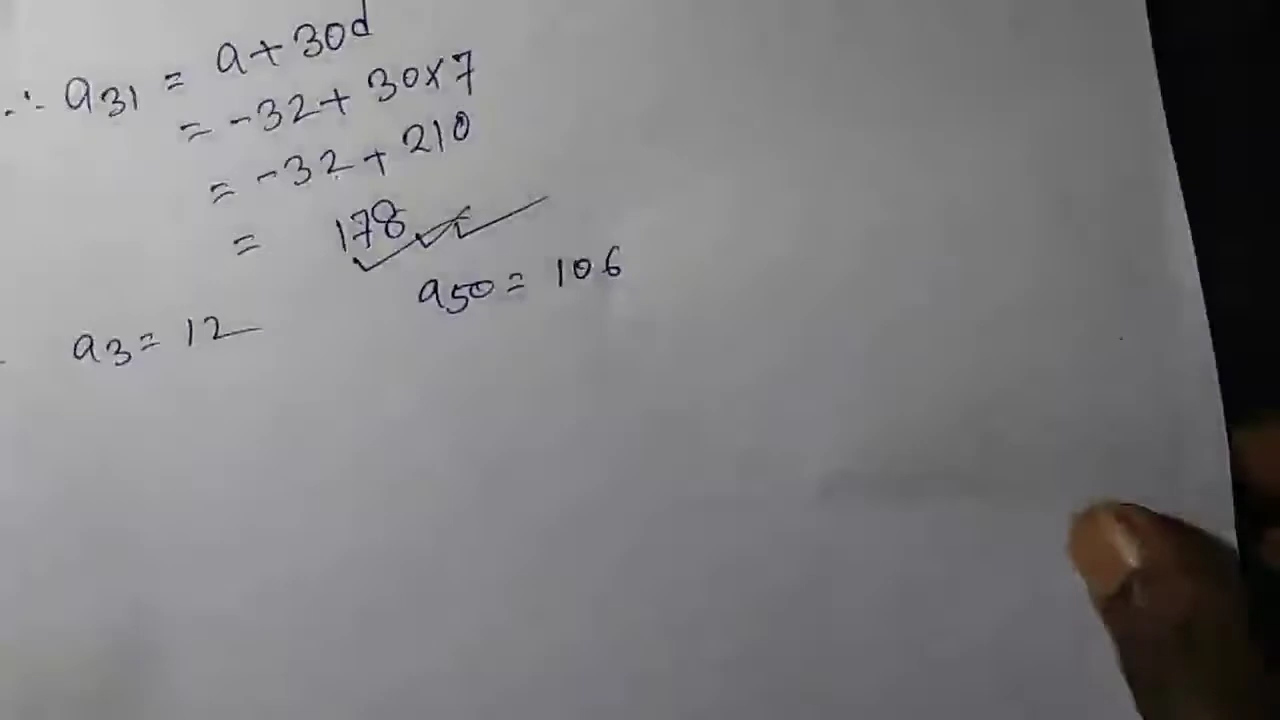 ∴ a31 = a+30d
= -32+30×7
= -32+210
= 178
a3 = 12 a50 = 106